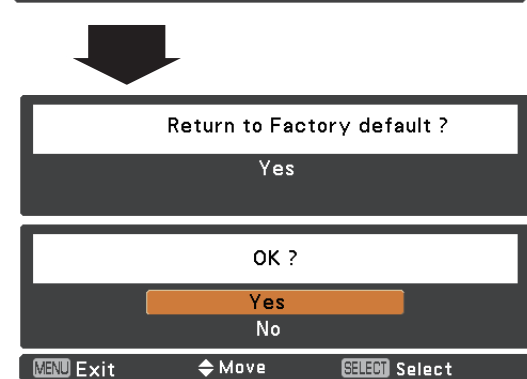 Return to Factory default ?
Yes
OK ?
Yes
No
MENU Exit Move SELECT Select